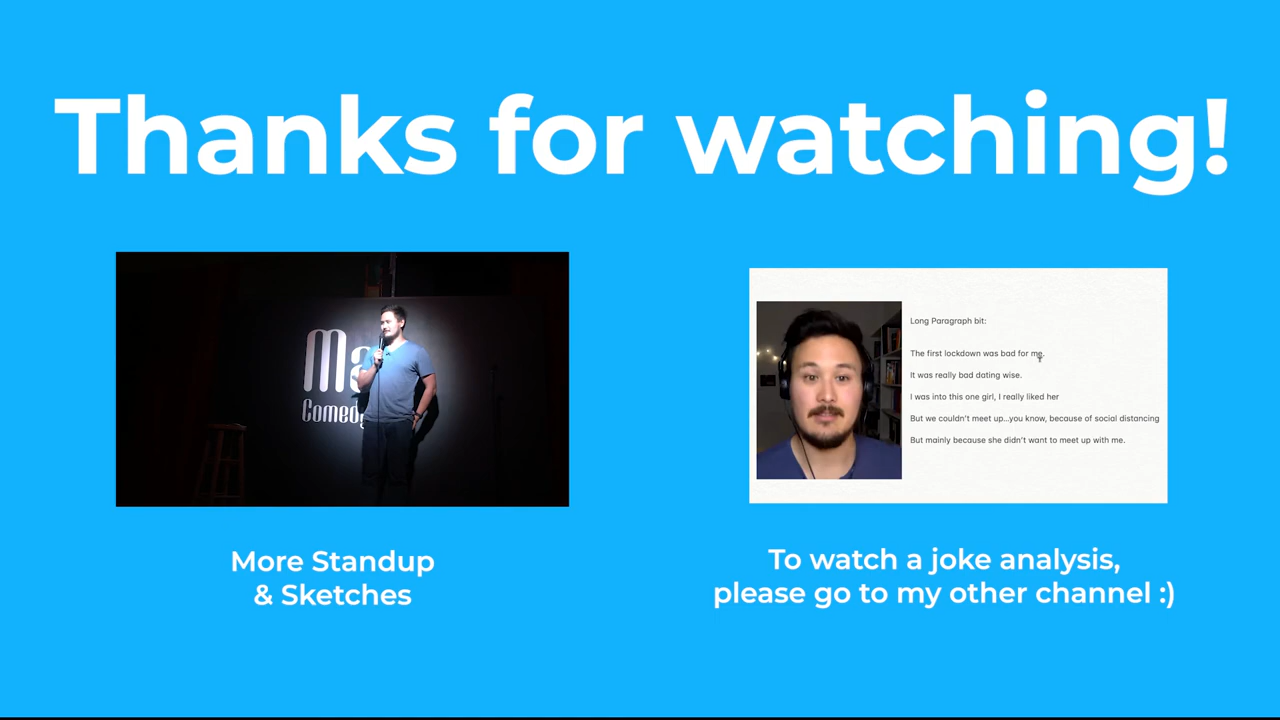 Thanks for watching!
Comedy
Long Paragraph bit:
The first lockdown was bad for me.
It was really bad dating wise.
I was into this one girl, I really liked her
But we couldn't meet up...you know, because of social distancing
But mainly because she didn't want to meet up with me.
More Standup
& Sketches
To watch a joke analysis,
please go to my other channel :)